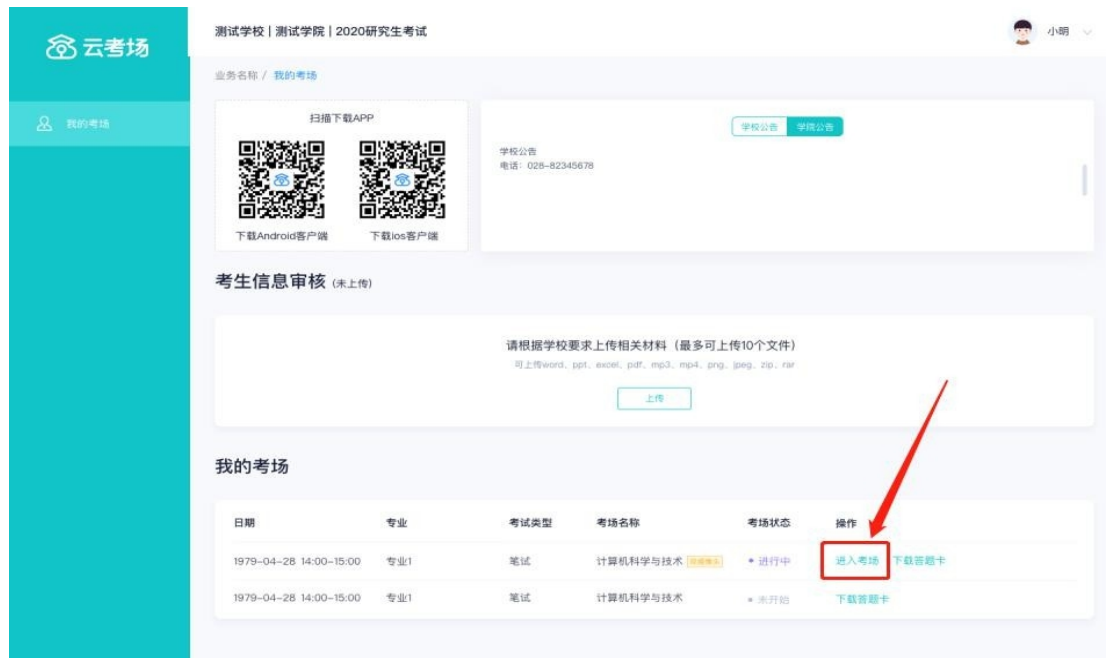 云考场
测试学校 | 测试学院 | 2020研究生考试
小明
我的考场
业务名称 / 我的考场
扫描下载APP
下载Android客户端 下载ios客户端
学校公告 学院公告
学校公告
电话：028-82345678
考生信息审核 (未上传)
请根据学校要求上传相关材料（最多可上传10个文件）
可上传word、ppt、excel、pdf、mp3、mp4、png、jpeg、zip、rar
上传
我的考场
日期 专业 考试类型 考场名称 考场状态 操作
1979-04-28 14:00-15:00 专业1 笔试 计算机科学与技术 进行中 进入考场 下载答题卡
1979-04-28 14:00-15:00 专业1 笔试 计算机科学与技术 未开始 下载答题卡